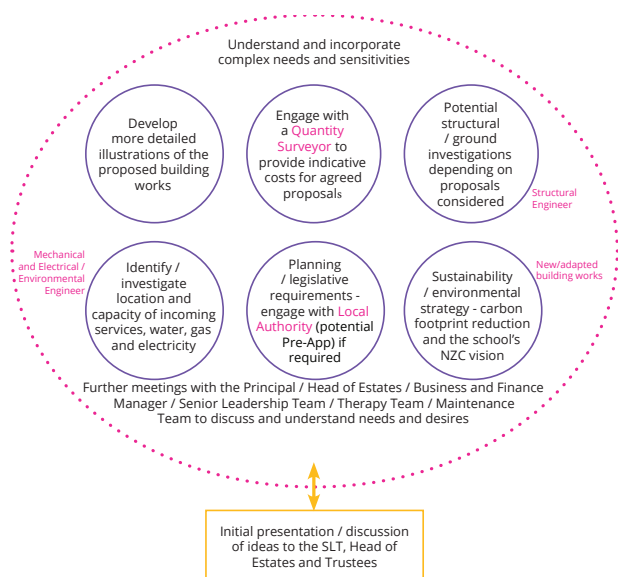 Understand and incorporate
complex needs and sensitivities
Develop
more detailed
illustrations of the
proposed building
works
Engage with
a Quantity
Surveyor to
provide indicative
costs for agreed
proposals
Potential
structural
/ ground
investigations
depending on
proposals
considered
Structural
Engineer
Mechanical
and Electrical /
Environmental
Engineer
Identify /
investigate
location and
capacity of incoming
services, water, gas
and electricity
Planning
/ legislative
requirements -
engage with Local
Authority (potential
Pre-App) if
required
New/adapted
building works
Sustainability
/ environmental
strategy - carbon
footprint reduction
and the school's
NZC vision
Further meetings with the Principal / Head of Estates / Business and Finance
Manager / Senior Leadership Team / Therapy Team / Maintenance
Team to discuss and understand needs and desires
Initial presentation / discussion
of ideas to the SLT, Head of
Estates and Trustees